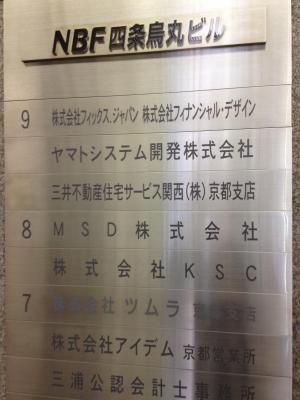 NBF四条烏丸ビル
9 株式会社フィックスジャパン 株式会社フィナンシャル・デザイン
ヤマトシステム開発株式会社
三井不動産住宅サービス関西(株)京都支店
8 MSD株式会社
株式会社KSC
7 株式会社ツムラ 京都支店
株式会社アイデム 京都営業所
三浦公認会計士事務所